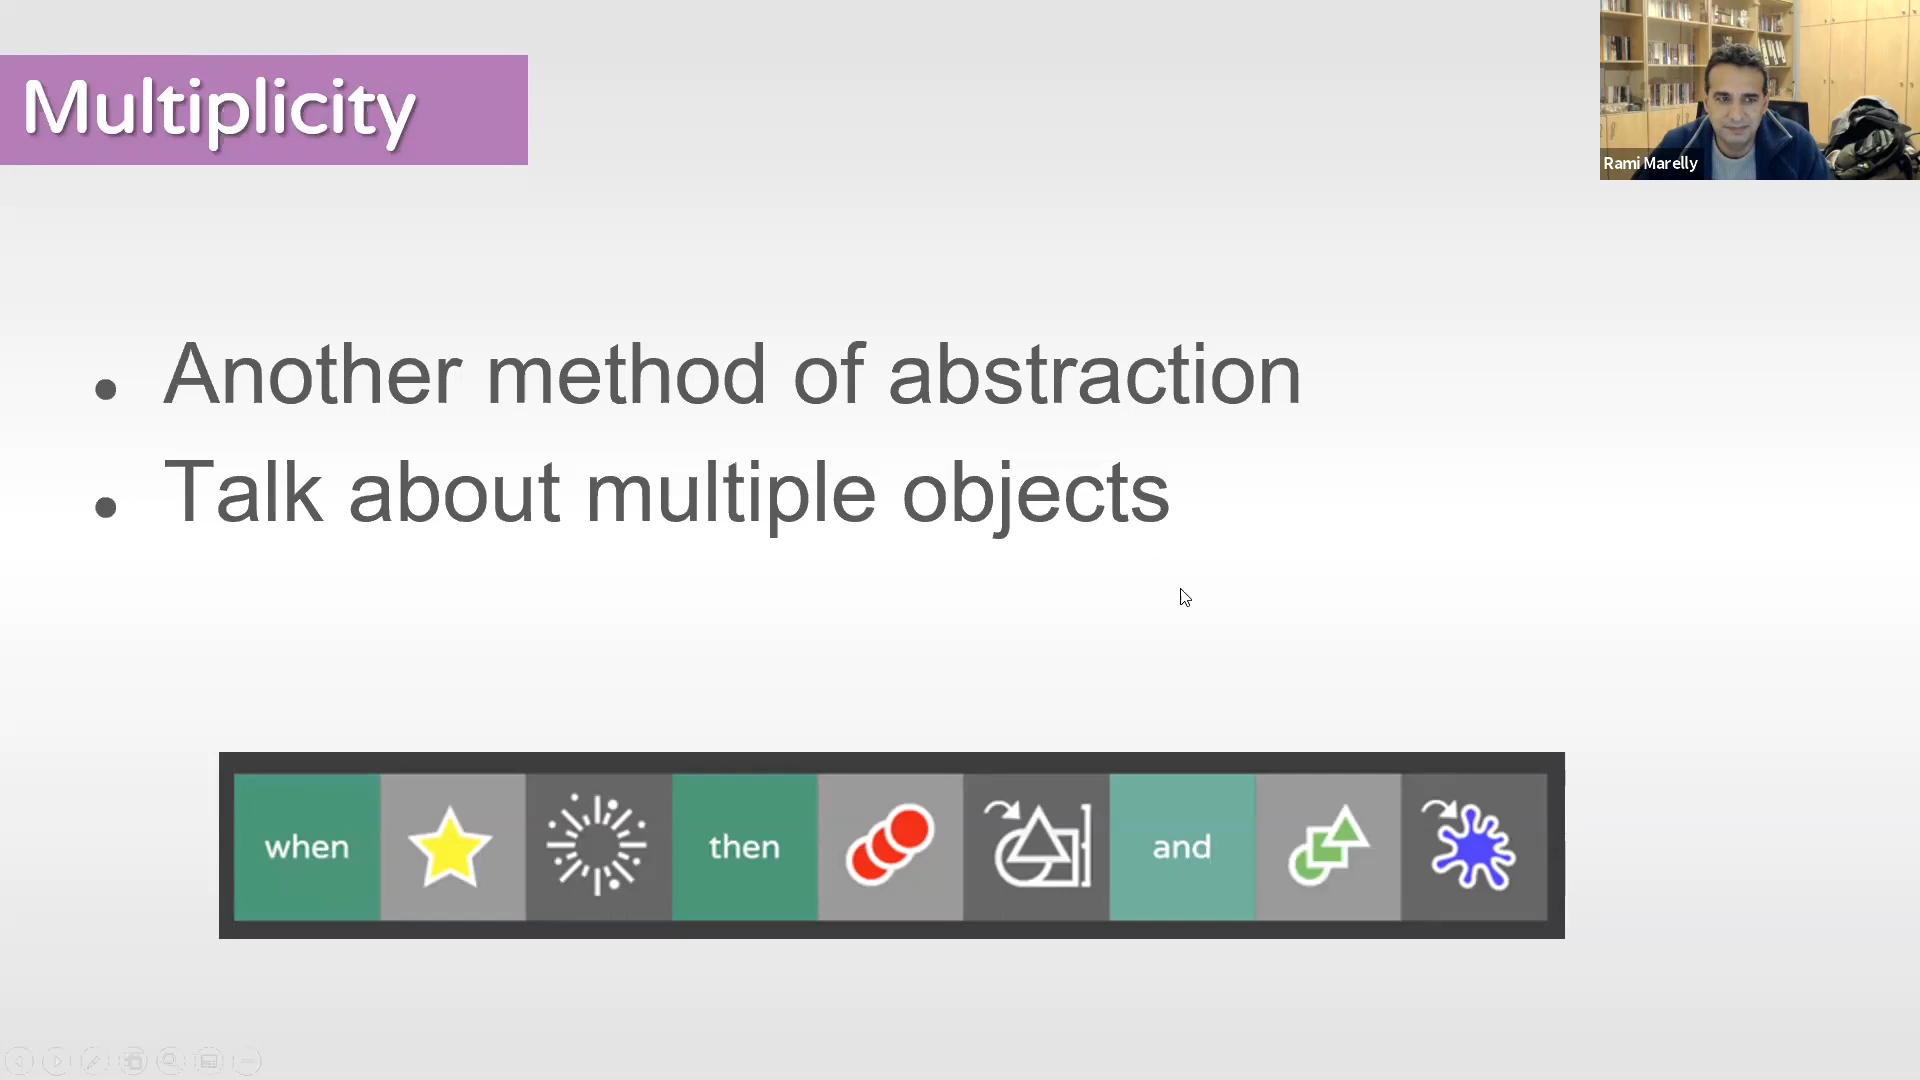 Multiplicity
Rami Marelly
• Another method of abstraction
• Talk about multiple objects
when then and